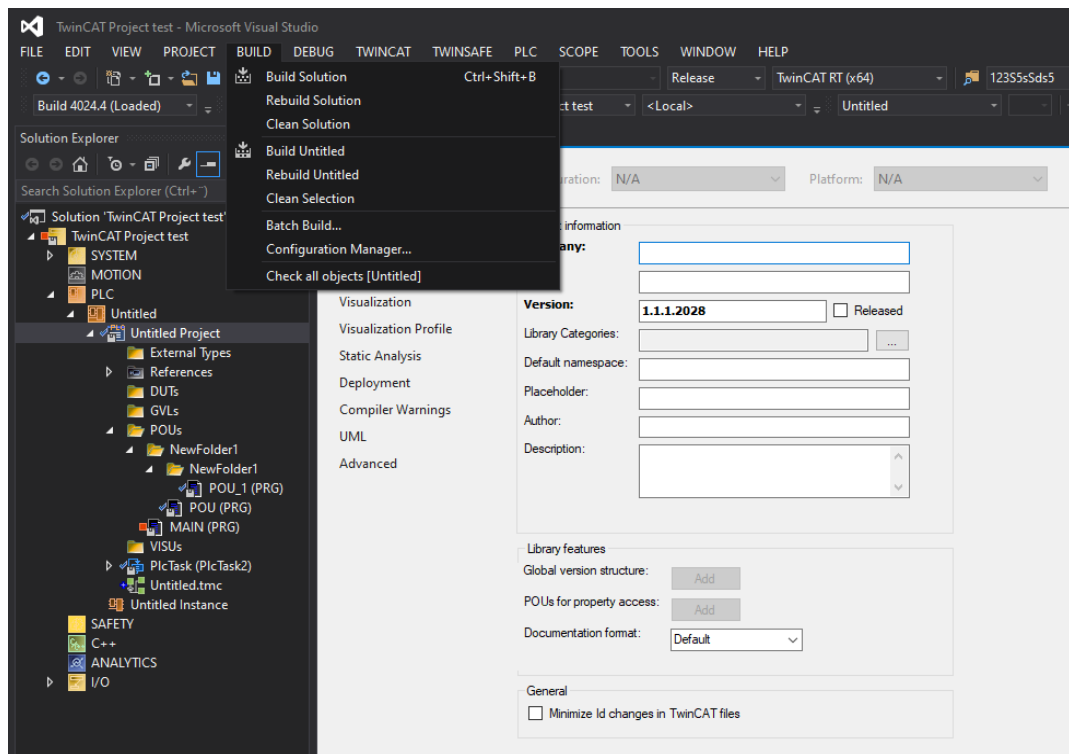 TwinCAT Project test - Microsoft Visual Studio
FILE EDIT VIEW PROJECT BUILD DEBUG TWINCAT TWINSAFE PLC SCOPE TOOLS WINDOW HELP
Release TwinCAT RT (x64) 123S5sSds5
Build 4024.4 (Loaded) ct test <Local> Untitled
Build Solution Ctrl+Shift+B
Rebuild Solution
Clean Solution
Build Untitled
Rebuild Untitled
Clean Selection
Batch Build...
Configuration Manager...
Check all objects [Untitled]
Solution Explorer
Search Solution Explorer (Ctrl+¨)
Solution 'TwinCAT Project test'
TwinCAT Project test
SYSTEM
MOTION
PLC
Untitled
Untitled Project
External Types
References
DUTs
GVLs
POUs
NewFolder1
NewFolder1
POU_1 (PRG)
POU (PRG)
MAIN (PRG)
VISUs
PlcTask (PlcTask2)
Untitled.tmc
Untitled Instance
SAFETY
C++
ANALYTICS
I/O
Visualization
Visualization Profile
Static Analysis
Deployment
Compiler Warnings
UML
Advanced
uration: N/A Platform: N/A
information
any:
Version: 1.1.1.2028 Released
Library Categories: ...
Default namespace:
Placeholder:
Author:
Description:
Library features
Global version structure: Add
POUs for property access: Add
Documentation format: Default
General
Minimize Id changes in TwinCAT files